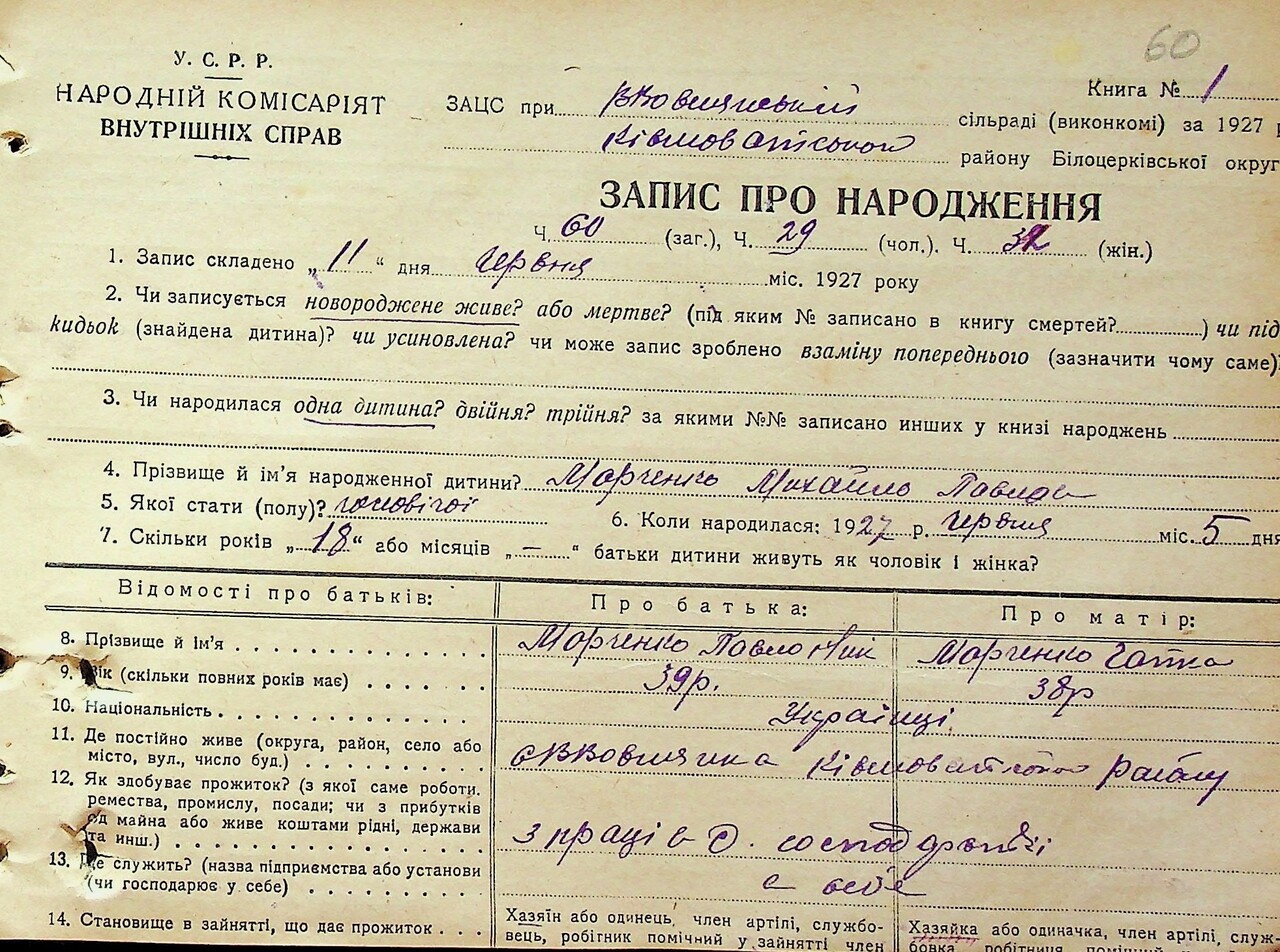 60
У. С. Р. Р.
НАРОДНІЙ КОМІСАРІЯТ
ВНУТРІШНІХ СПРАВ
Книга № 1
ЗАЦС при
сільраді (виконкомі) за 1927 р
району Білоцерківської округ
ЗАПИС ПРО НАРОДЖЕННЯ
Ч. 60 (заг.), Ч. 29 (чол.). Ч. (жін.)
1. Запис складено „ 11 “ дня червня міс. 1927 року
2. Чи записується новороджене живе? або мертве? (під яким № записано в книгу смертей?) чи під
кидьок (знайдена дитина)? чи усиновлена? чи може запис зроблено взаміну попереднього (зазначити чому саме)?
3. Чи народилася одна дитина? двійня? трійня? за якими №№ записано инших у книзі народжень
4. Прізвище й ім’я народженної дитини? Марченко Михайло Павлов
5. Якої стати (полу)? чоловічої 6. Коли народилася: 1927 р. червня міс. 5 дня
7. Скільки років „ 18 “ або місяців „ — “ батьки дитини живуть як чоловік і жінка?
Відомості про батьків: Про батька: Про матір:
8. Прізвище й ім’я Марченко Павло Ник Марченко
9. Вік (скільки повних років має) 39р. 38р
10. Національність Українці
11. Де постійно живе (округа, район, село або
місто, вул., число буд.) району
12. Як здобуває прожиток? (з якої саме роботи.
ремества, промислу, посади; чи з прибутків
од майна або живе коштами рідні, держави
та инш.) з праці в С. господарстві
13. Де служить? (назва підприємства або установи
(чи господарює у себе) в себе
14. Становище в зайнятті, що дає прожиток
Хазяїн або одинець, член артілі, службо-
вець, робітник помічний у зайнятті член
Хазяйка або одиначка, член артілі, служ-
бовка, робітниця помічний у зайнятті